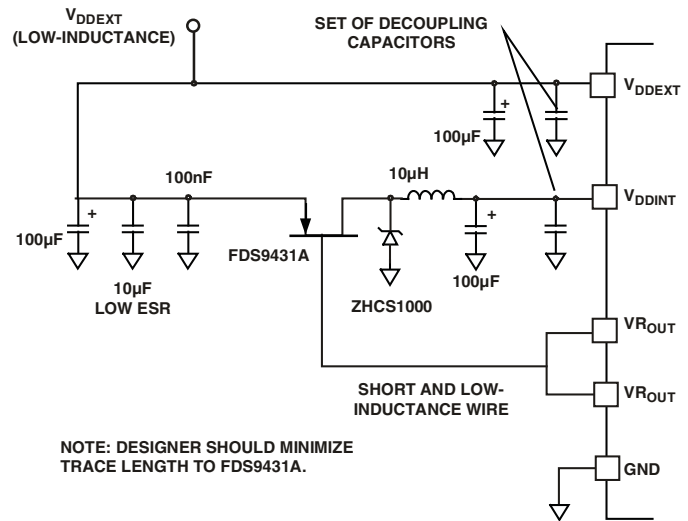 VDDEXT
(LOW-INDUCTANCE)
SET OF DECOUPLING
CAPACITORS
VDDEXT
+
100µF
100nF
10µH
VDDINT
+
100µF
+
100µF
FDS9431A
10µF
LOW ESR
ZHCS1000
VROUT
SHORT AND LOW-
INDUCTANCE WIRE
VROUT
NOTE: DESIGNER SHOULD MINIMIZE
TRACE LENGTH TO FDS9431A.
GND